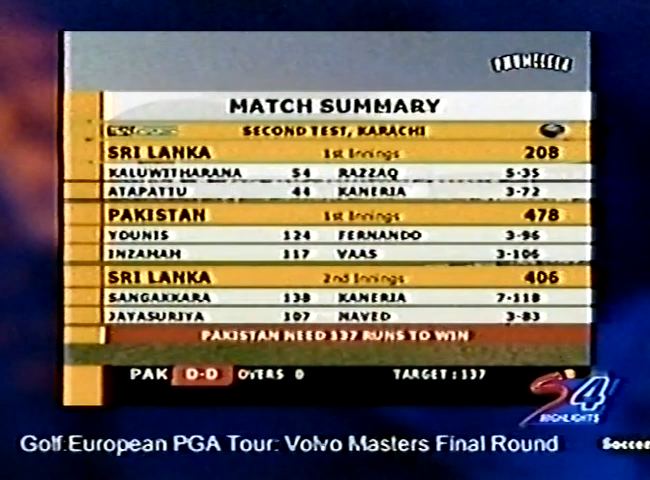 MATCH SUMMARY
SECOND TEST, KARACHI
SRI LANKA 1st Innings 208
KALUWITHARANA 54 RAZZAQ 5-35
ATAPATTU 44 KANERIA 3-72
PAKISTAN 1st Innings 478
YOUNIS 124 FERNANDO 3-96
INZAMAM 117 VAAS 3-106
SRI LANKA 2nd Innings 406
SANGAKKARA 138 KANERIA 7-118
JAYASURIYA 107 NAVED 3-83
PAKISTAN NEED 137 RUNS TO WIN
PAK 0-0 OVERS 0 TARGET: 137
S4
HIGHLIGHTS
Golf:European PGA Tour: Volvo Masters Final Round Soccer